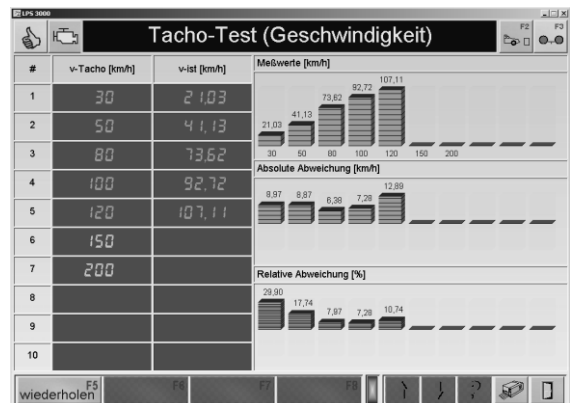 LPS 3000
Tacho-Test (Geschwindigkeit)
F2
F3
# v-Tacho [km/h] v-ist [km/h]
1 30 21,03
2 50 41,13
3 80 73,62
4 100 92,72
5 120 107,11
6 150
7 200
8
9
10
Meßwerte [km/h]
21,03 41,13 73,62 92,72 107,11
30 50 80 100 120 150 200
Absolute Abweichung [km/h]
8,97 8,87 6,38 7,28 12,89
Relative Abweichung [%]
29,90 17,74 7,97 7,28 10,74
F5
wiederholen
F6
F7
F8